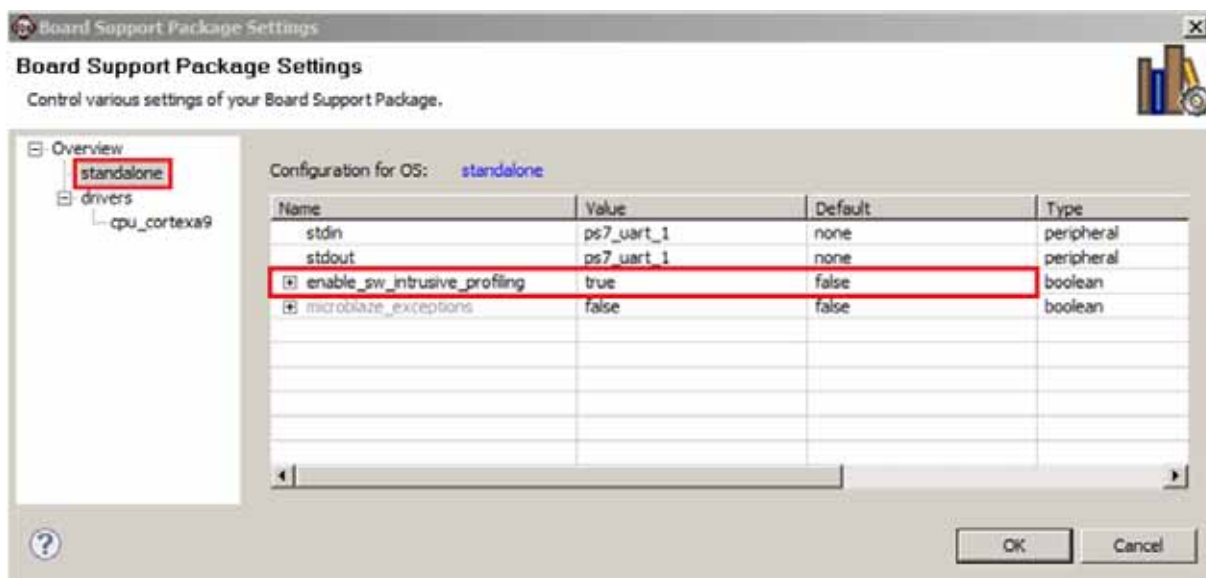 Board Support Package Settings
Board Support Package Settings
Control various settings of your Board Support Package.
Overview
standalone
drivers
cpu_cortexa9
Configuration for OS: standalone
Name Value Default Type
stdin ps7_uart_1 none peripheral
stdout ps7_uart_1 none peripheral
enable_sw_intrusive_profiling true false boolean
microblaze_exceptions false false boolean
OK Cancel